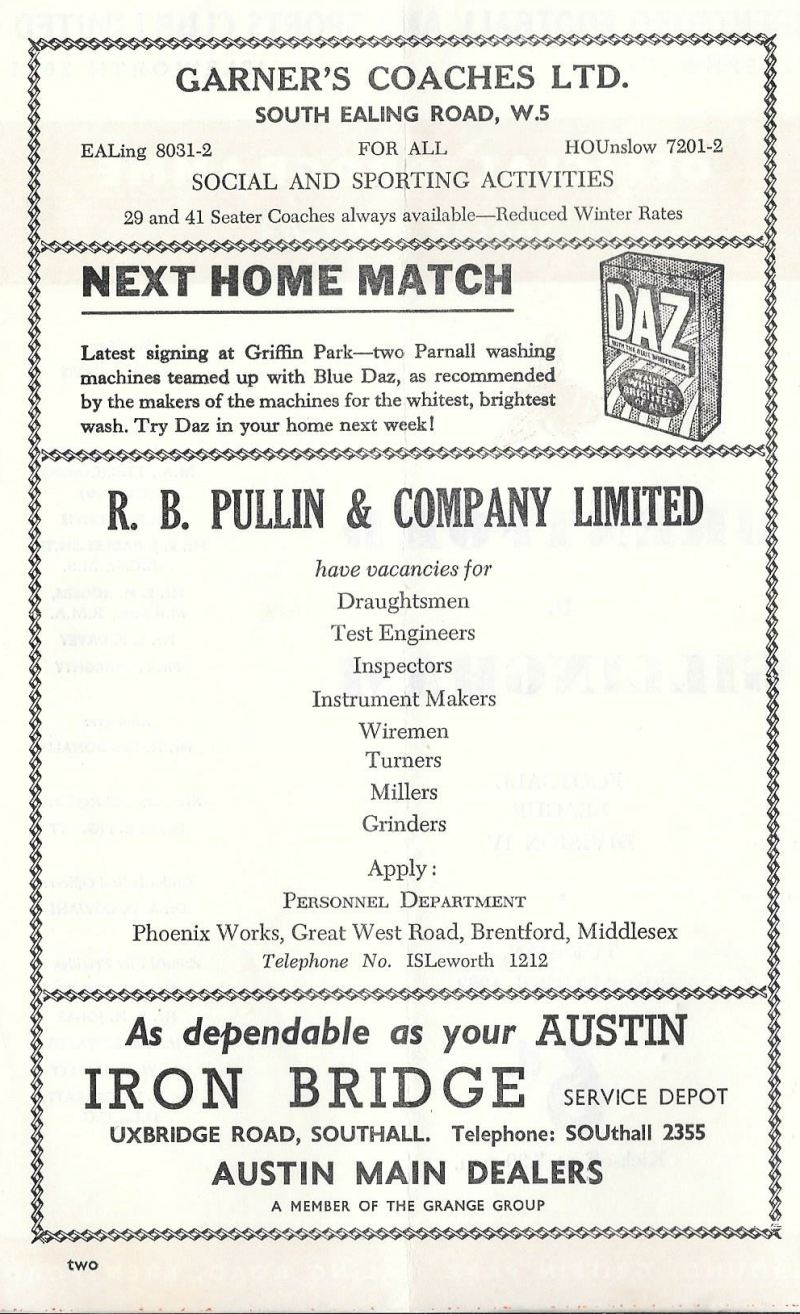 GARNER'S COACHES LTD.
SOUTH EALING ROAD, W.5
EALing 8031-2 FOR ALL HOUnslow 7201-2
SOCIAL AND SPORTING ACTIVITIES
29 and 41 Seater Coaches always available—Reduced Winter Rates
NEXT HOME MATCH
Latest signing at Griffin Park—two Parnall washing
machines teamed up with Blue Daz, as recommended
by the makers of the machines for the whitest, brightest
wash. Try Daz in your home next week!
DAZ
R. B. PULLIN & COMPANY LIMITED
have vacancies for
Draughtsmen
Test Engineers
Inspectors
Instrument Makers
Wiremen
Turners
Millers
Grinders
Apply:
PERSONNEL DEPARTMENT
Phoenix Works, Great West Road, Brentford, Middlesex
Telephone No. ISLeworth 1212
As dependable as your AUSTIN
IRON BRIDGE SERVICE DEPOT
UXBRIDGE ROAD, SOUTHALL. Telephone: SOUthall 2355
AUSTIN MAIN DEALERS
A MEMBER OF THE GRANGE GROUP
two